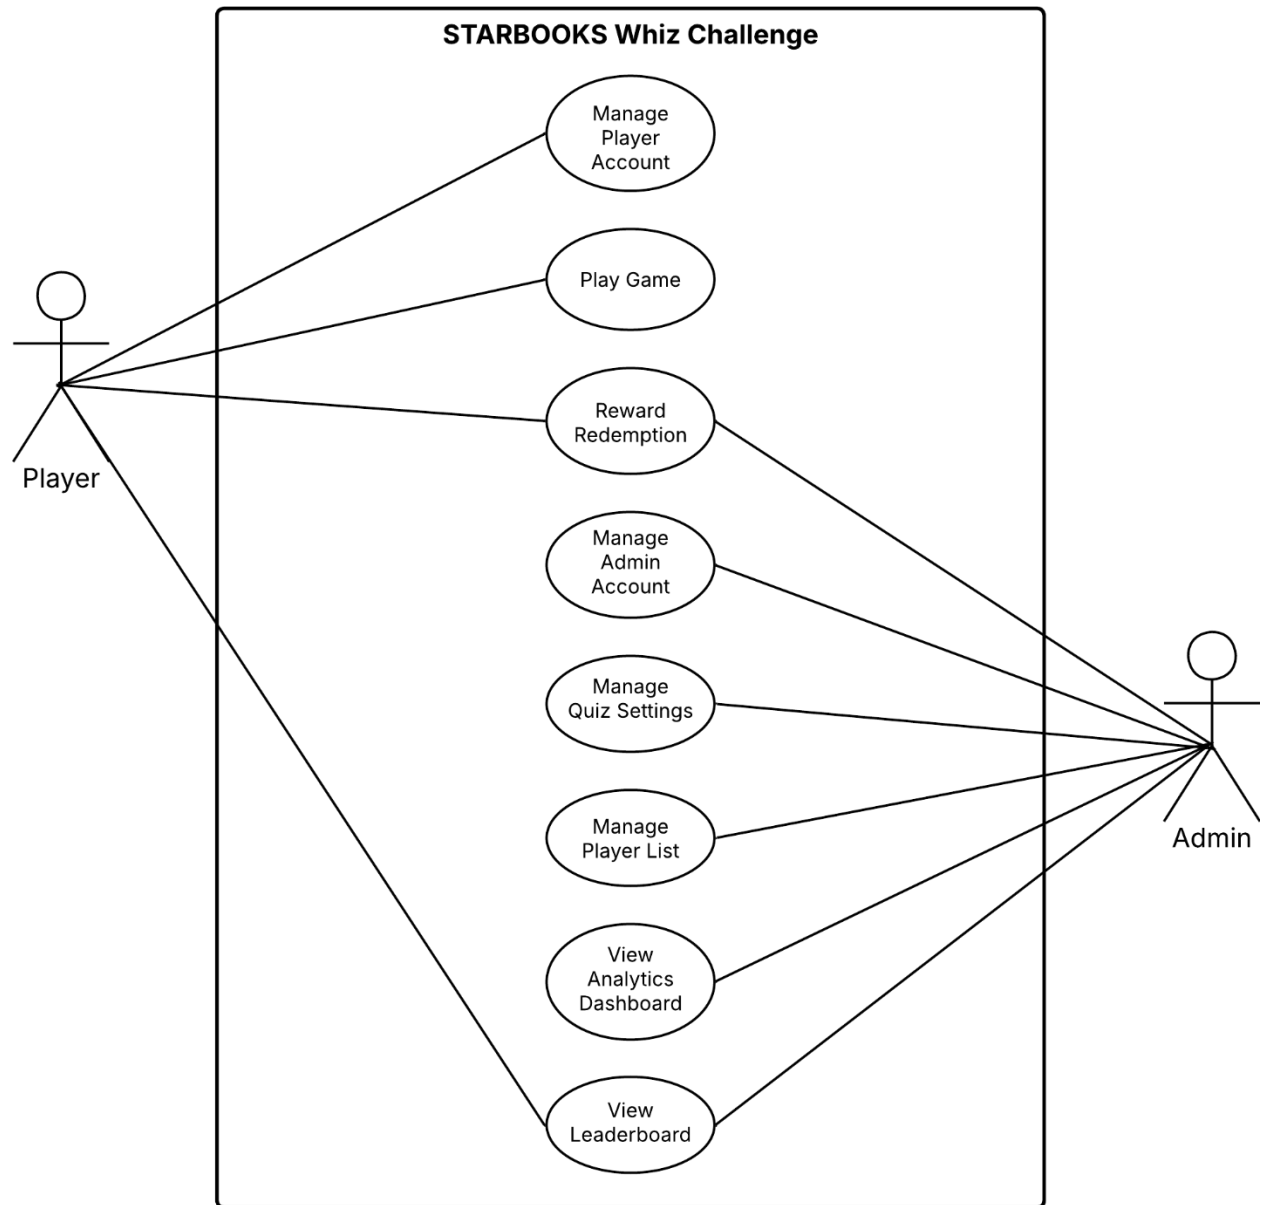 STARBOOKS Whiz Challenge
Manage
Player
Account
Play Game
Reward
Redemption
Player
Manage
Admin
Account
Manage
Quiz Settings
Manage
Player List
Admin
View
Analytics
Dashboard
View
Leaderboard